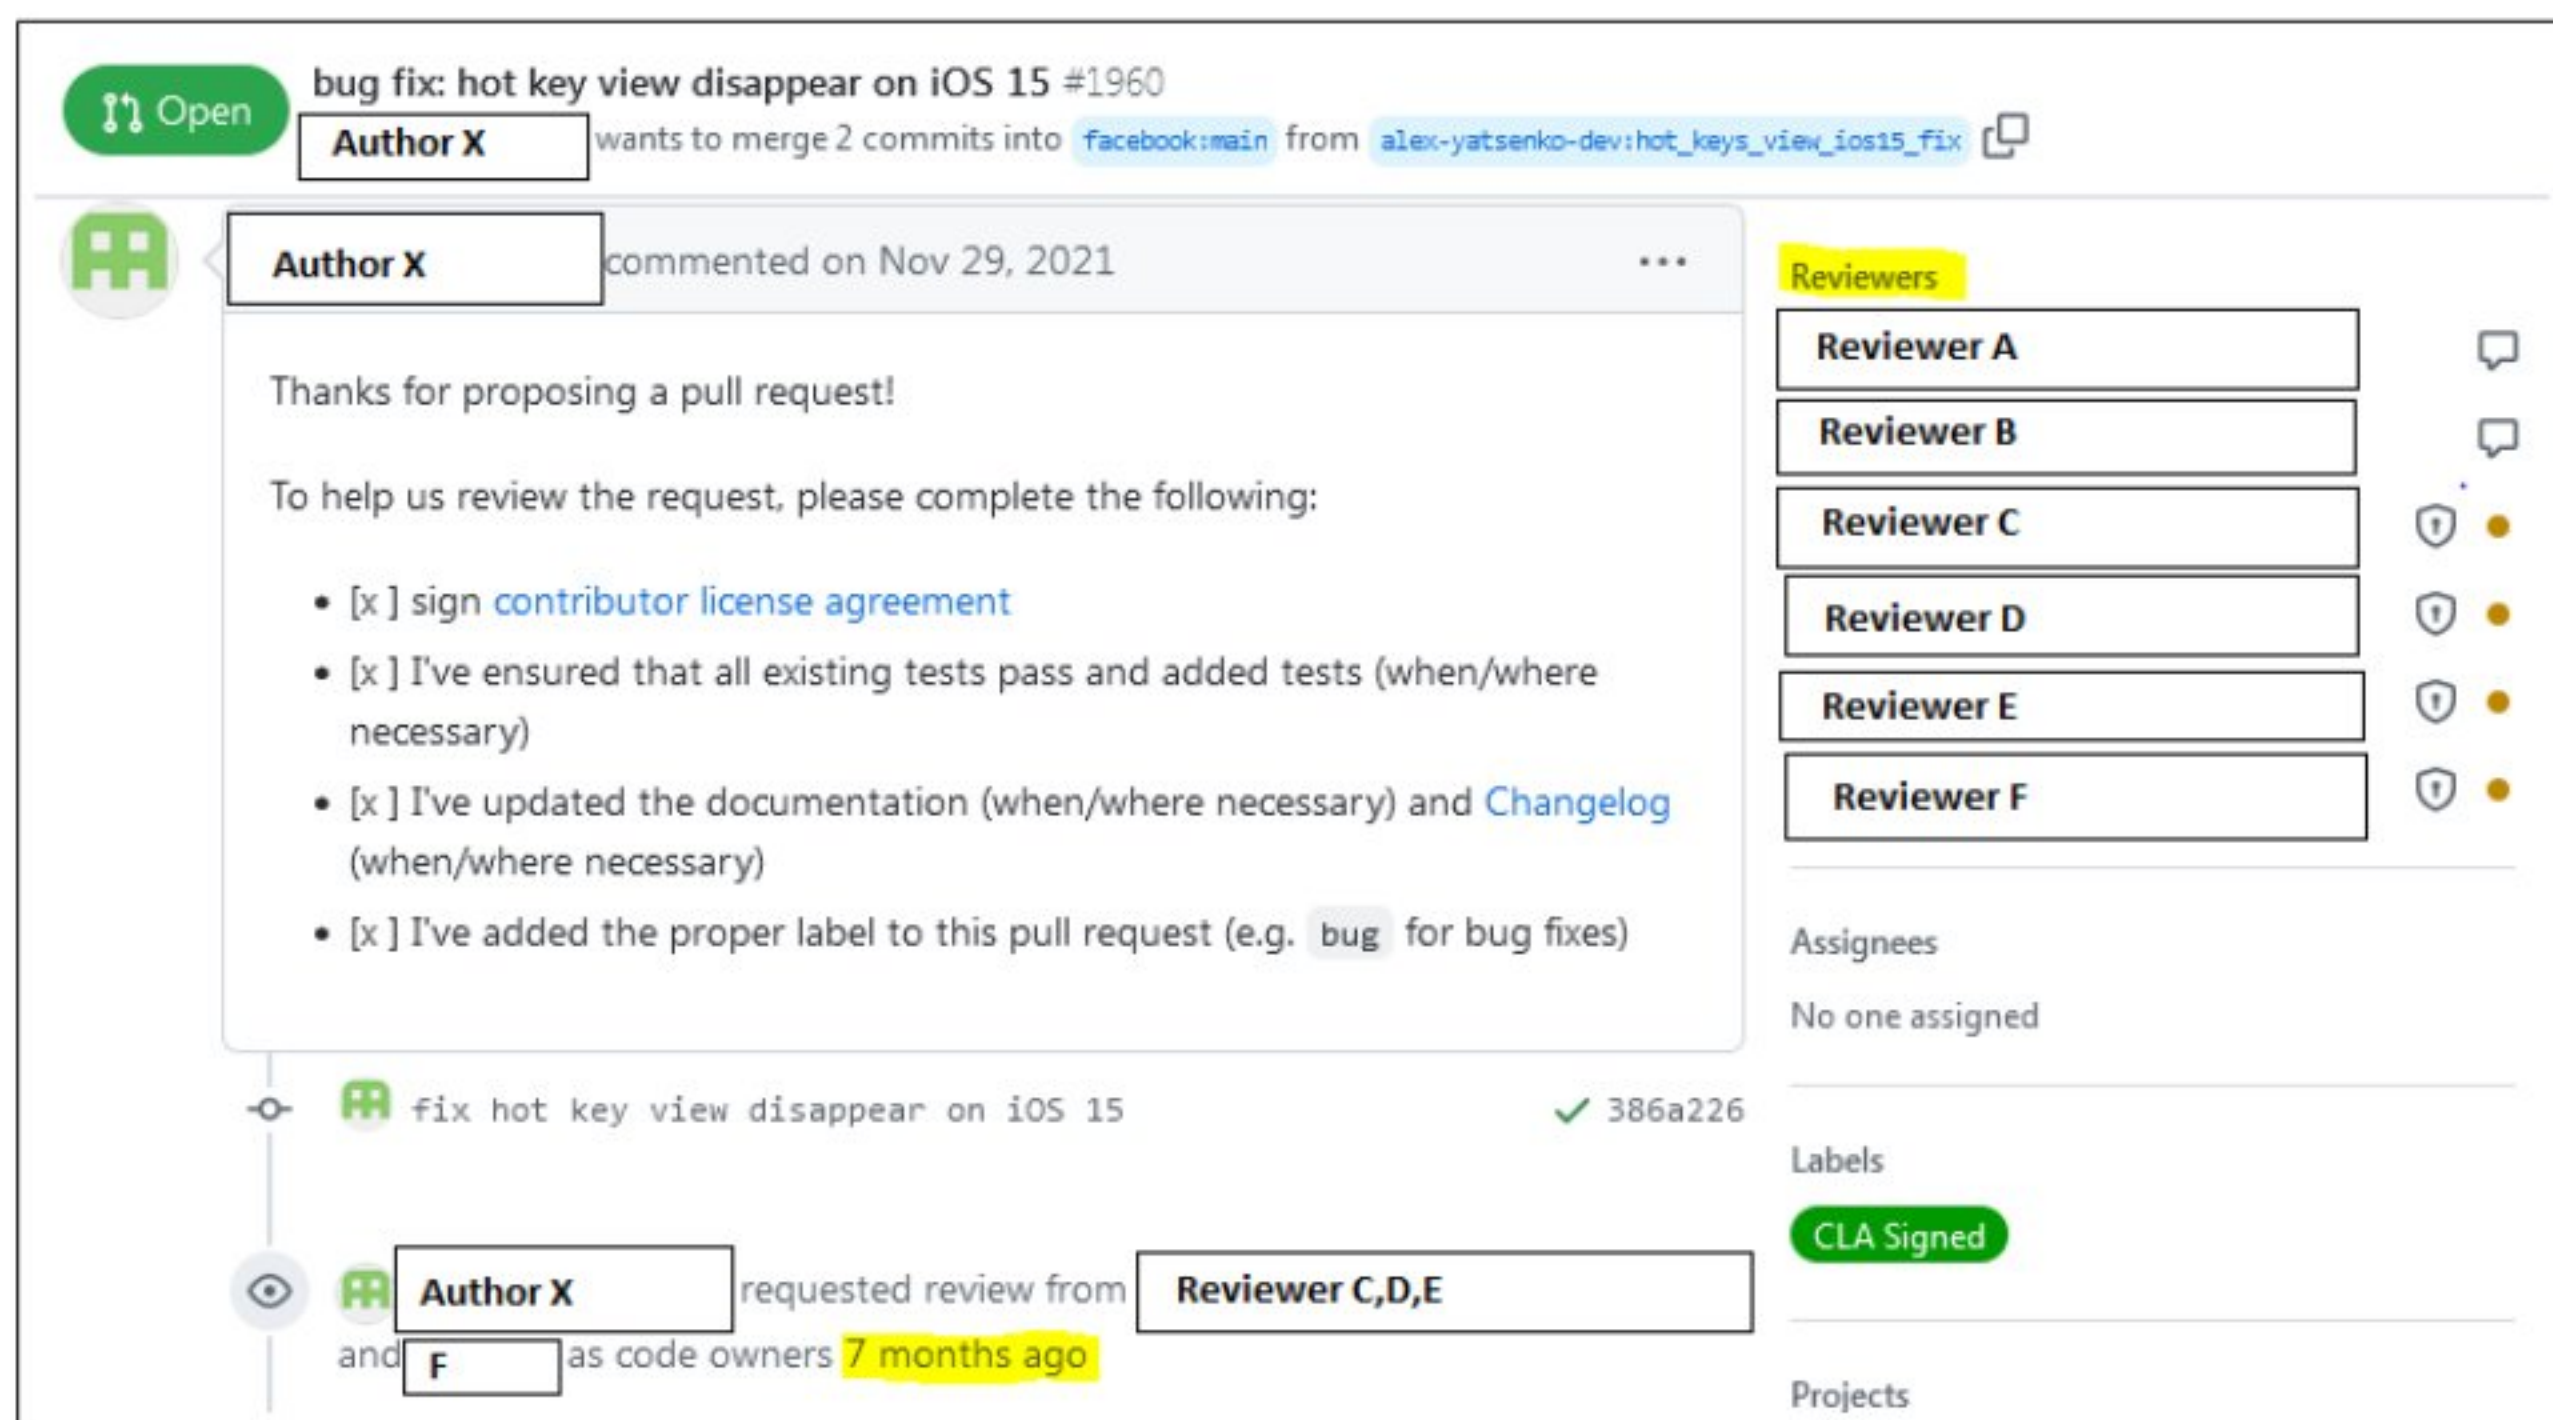 Open
bug fix: hot key view disappear on iOS 15 #1960
Author X wants to merge 2 commits into facebook:main from alex-yatsenko-dev:hot_keys_view_ios15_fix
Author X commented on Nov 29, 2021
Thanks for proposing a pull request!
To help us review the request, please complete the following:
• [x ] sign contributor license agreement
• [x ] I've ensured that all existing tests pass and added tests (when/where
necessary)
• [x ] I've updated the documentation (when/where necessary) and Changelog
(when/where necessary)
• [x ] I've added the proper label to this pull request (e.g. bug for bug fixes)
fix hot key view disappear on iOS 15 386a226
Author X requested review from Reviewer C,D,E
and F as code owners 7 months ago
Reviewers
Reviewer A
Reviewer B
Reviewer C
Reviewer D
Reviewer E
Reviewer F
Assignees
No one assigned
Labels
CLA Signed
Projects